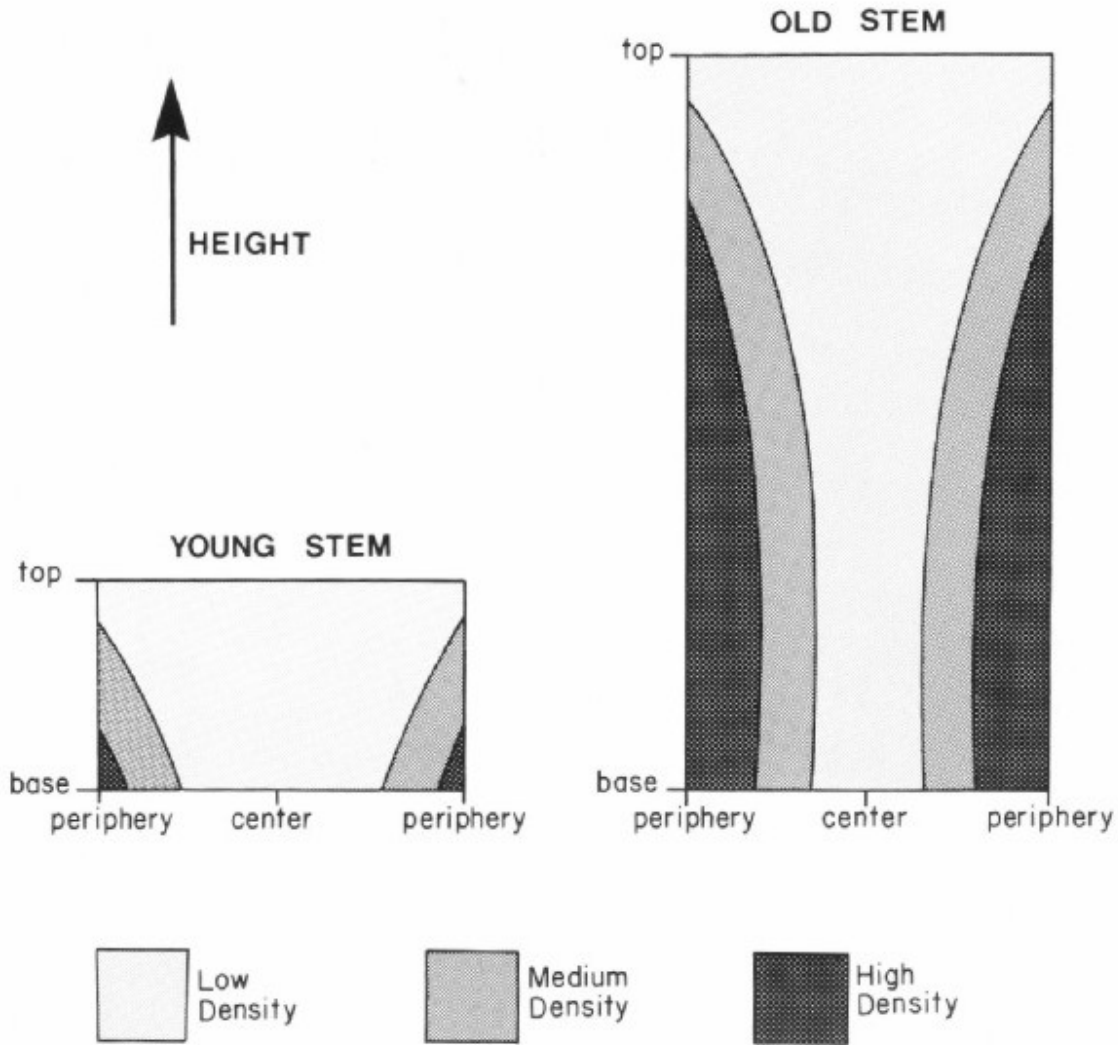 OLD STEM
top
HEIGHT
YOUNG STEM
top
base
periphery center periphery
base
periphery center periphery
Low
Density
Medium
Density
High
Density